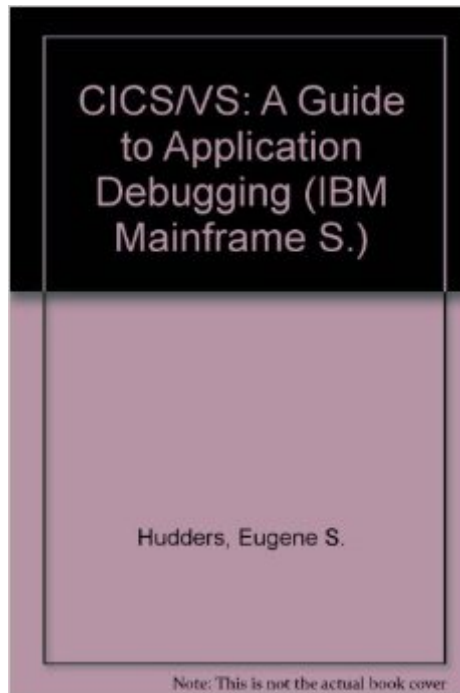 CICS/VS: A Guide
to Application
Debugging (IBM
Mainframe S.)
Hudders, Eugene S.
Note: This is not the actual book cover